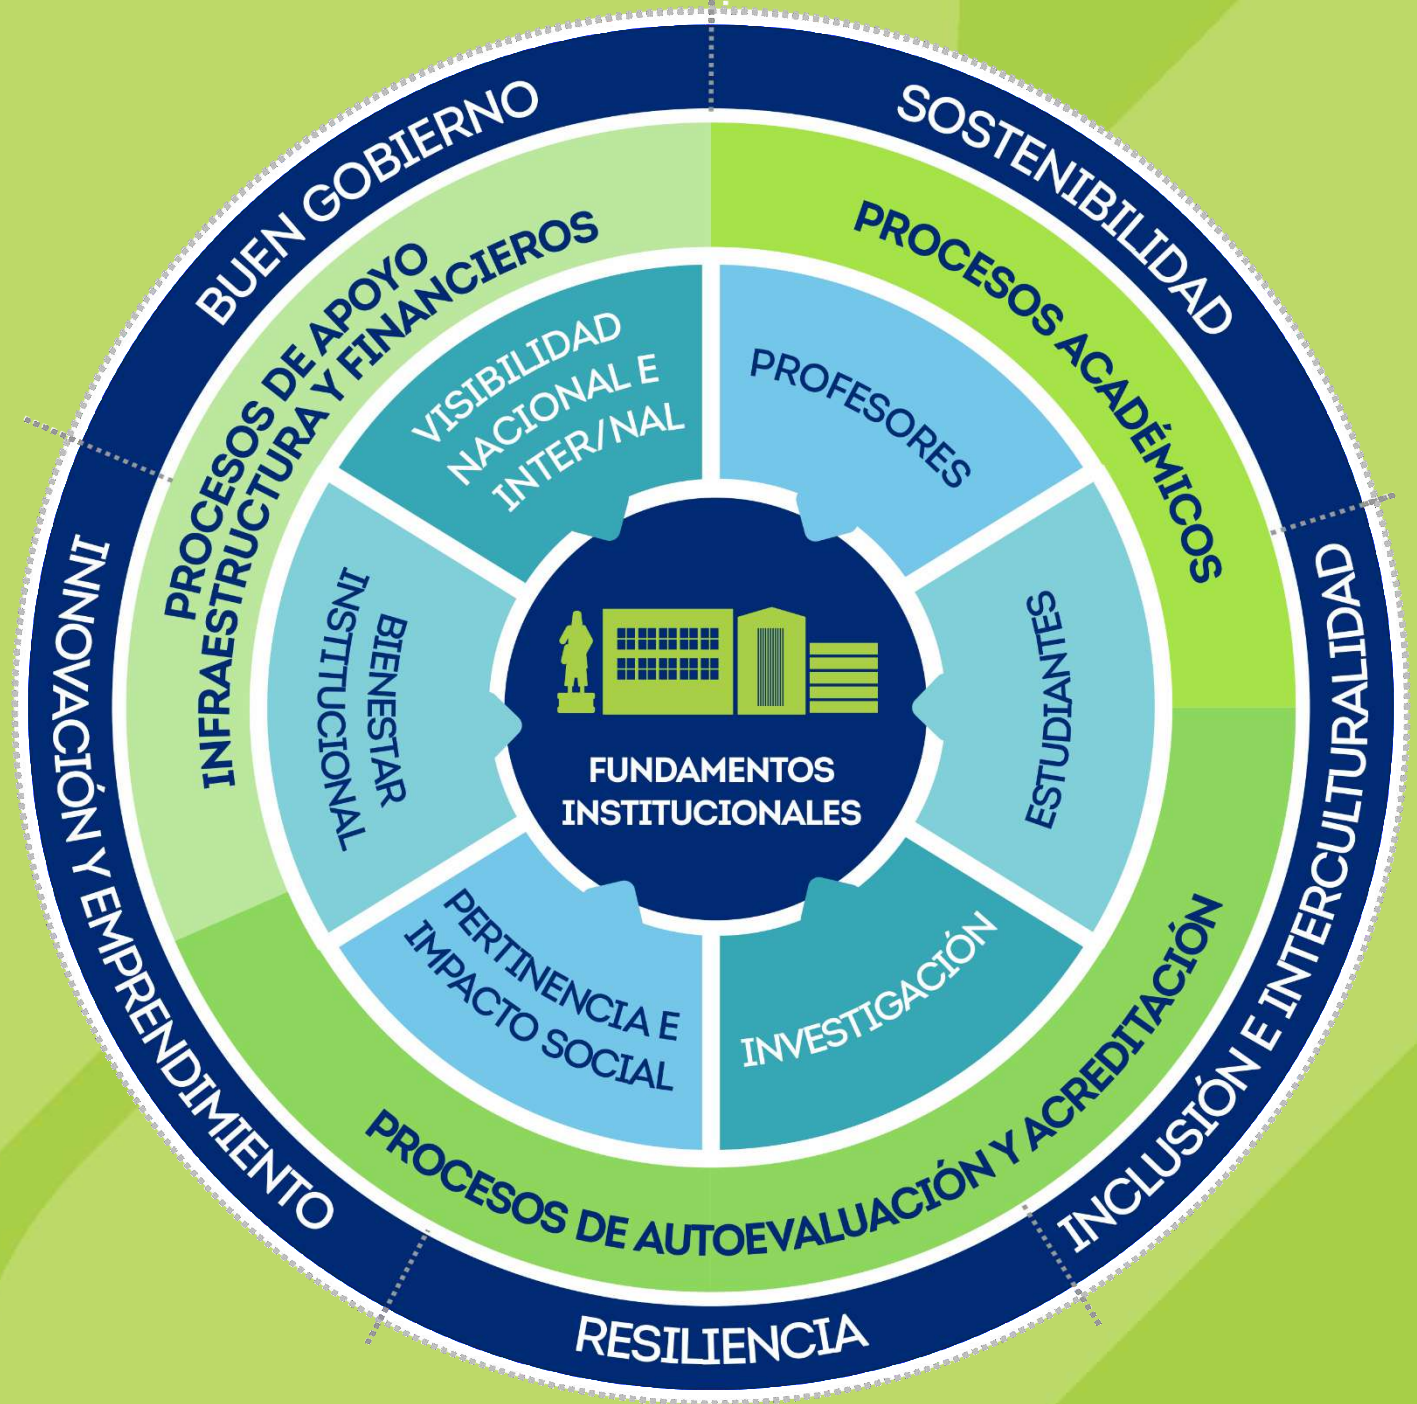 BUEN GOBIERNO
SOSTENIBILIDAD
INCLUSIÓN E INTERCULTURALIDAD
RESILIENCIA
INNOVACIÓN Y EMPRENDIMIENTO
PROCESOS DE APOYO
INFRAESTRUCTURA Y FINANCIEROS
PROCESOS ACADÉMICOS
PROCESOS DE AUTOEVALUACIÓN Y ACREDITACIÓN
VISIBILIDAD
NACIONAL E
INTER/NAL
PROFESORES
ESTUDIANTES
INVESTIGACIÓN
PERTINENCIA E
IMPACTO SOCIAL
BIENESTAR
INSTITUCIONAL
FUNDAMENTOS
INSTITUCIONALES